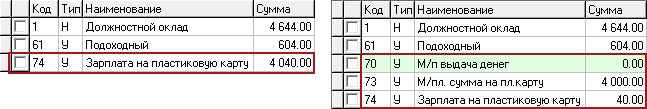 Код Т Наименование Сумма
1 Н Должностной оклад 4 644.00
61 У Подоходный 604.00
74 У Зарплата на пластиковую карту 4 040.00
Код Т Наименование Сумма
1 Н Должностной оклад 4 644.00
61 У Подоходный 604.00
70 У М/п выдача денег 0.00
73 У М/пл. сумма на пл.карту 4 000.00
74 У Зарплата на пластиковую карту 40.00